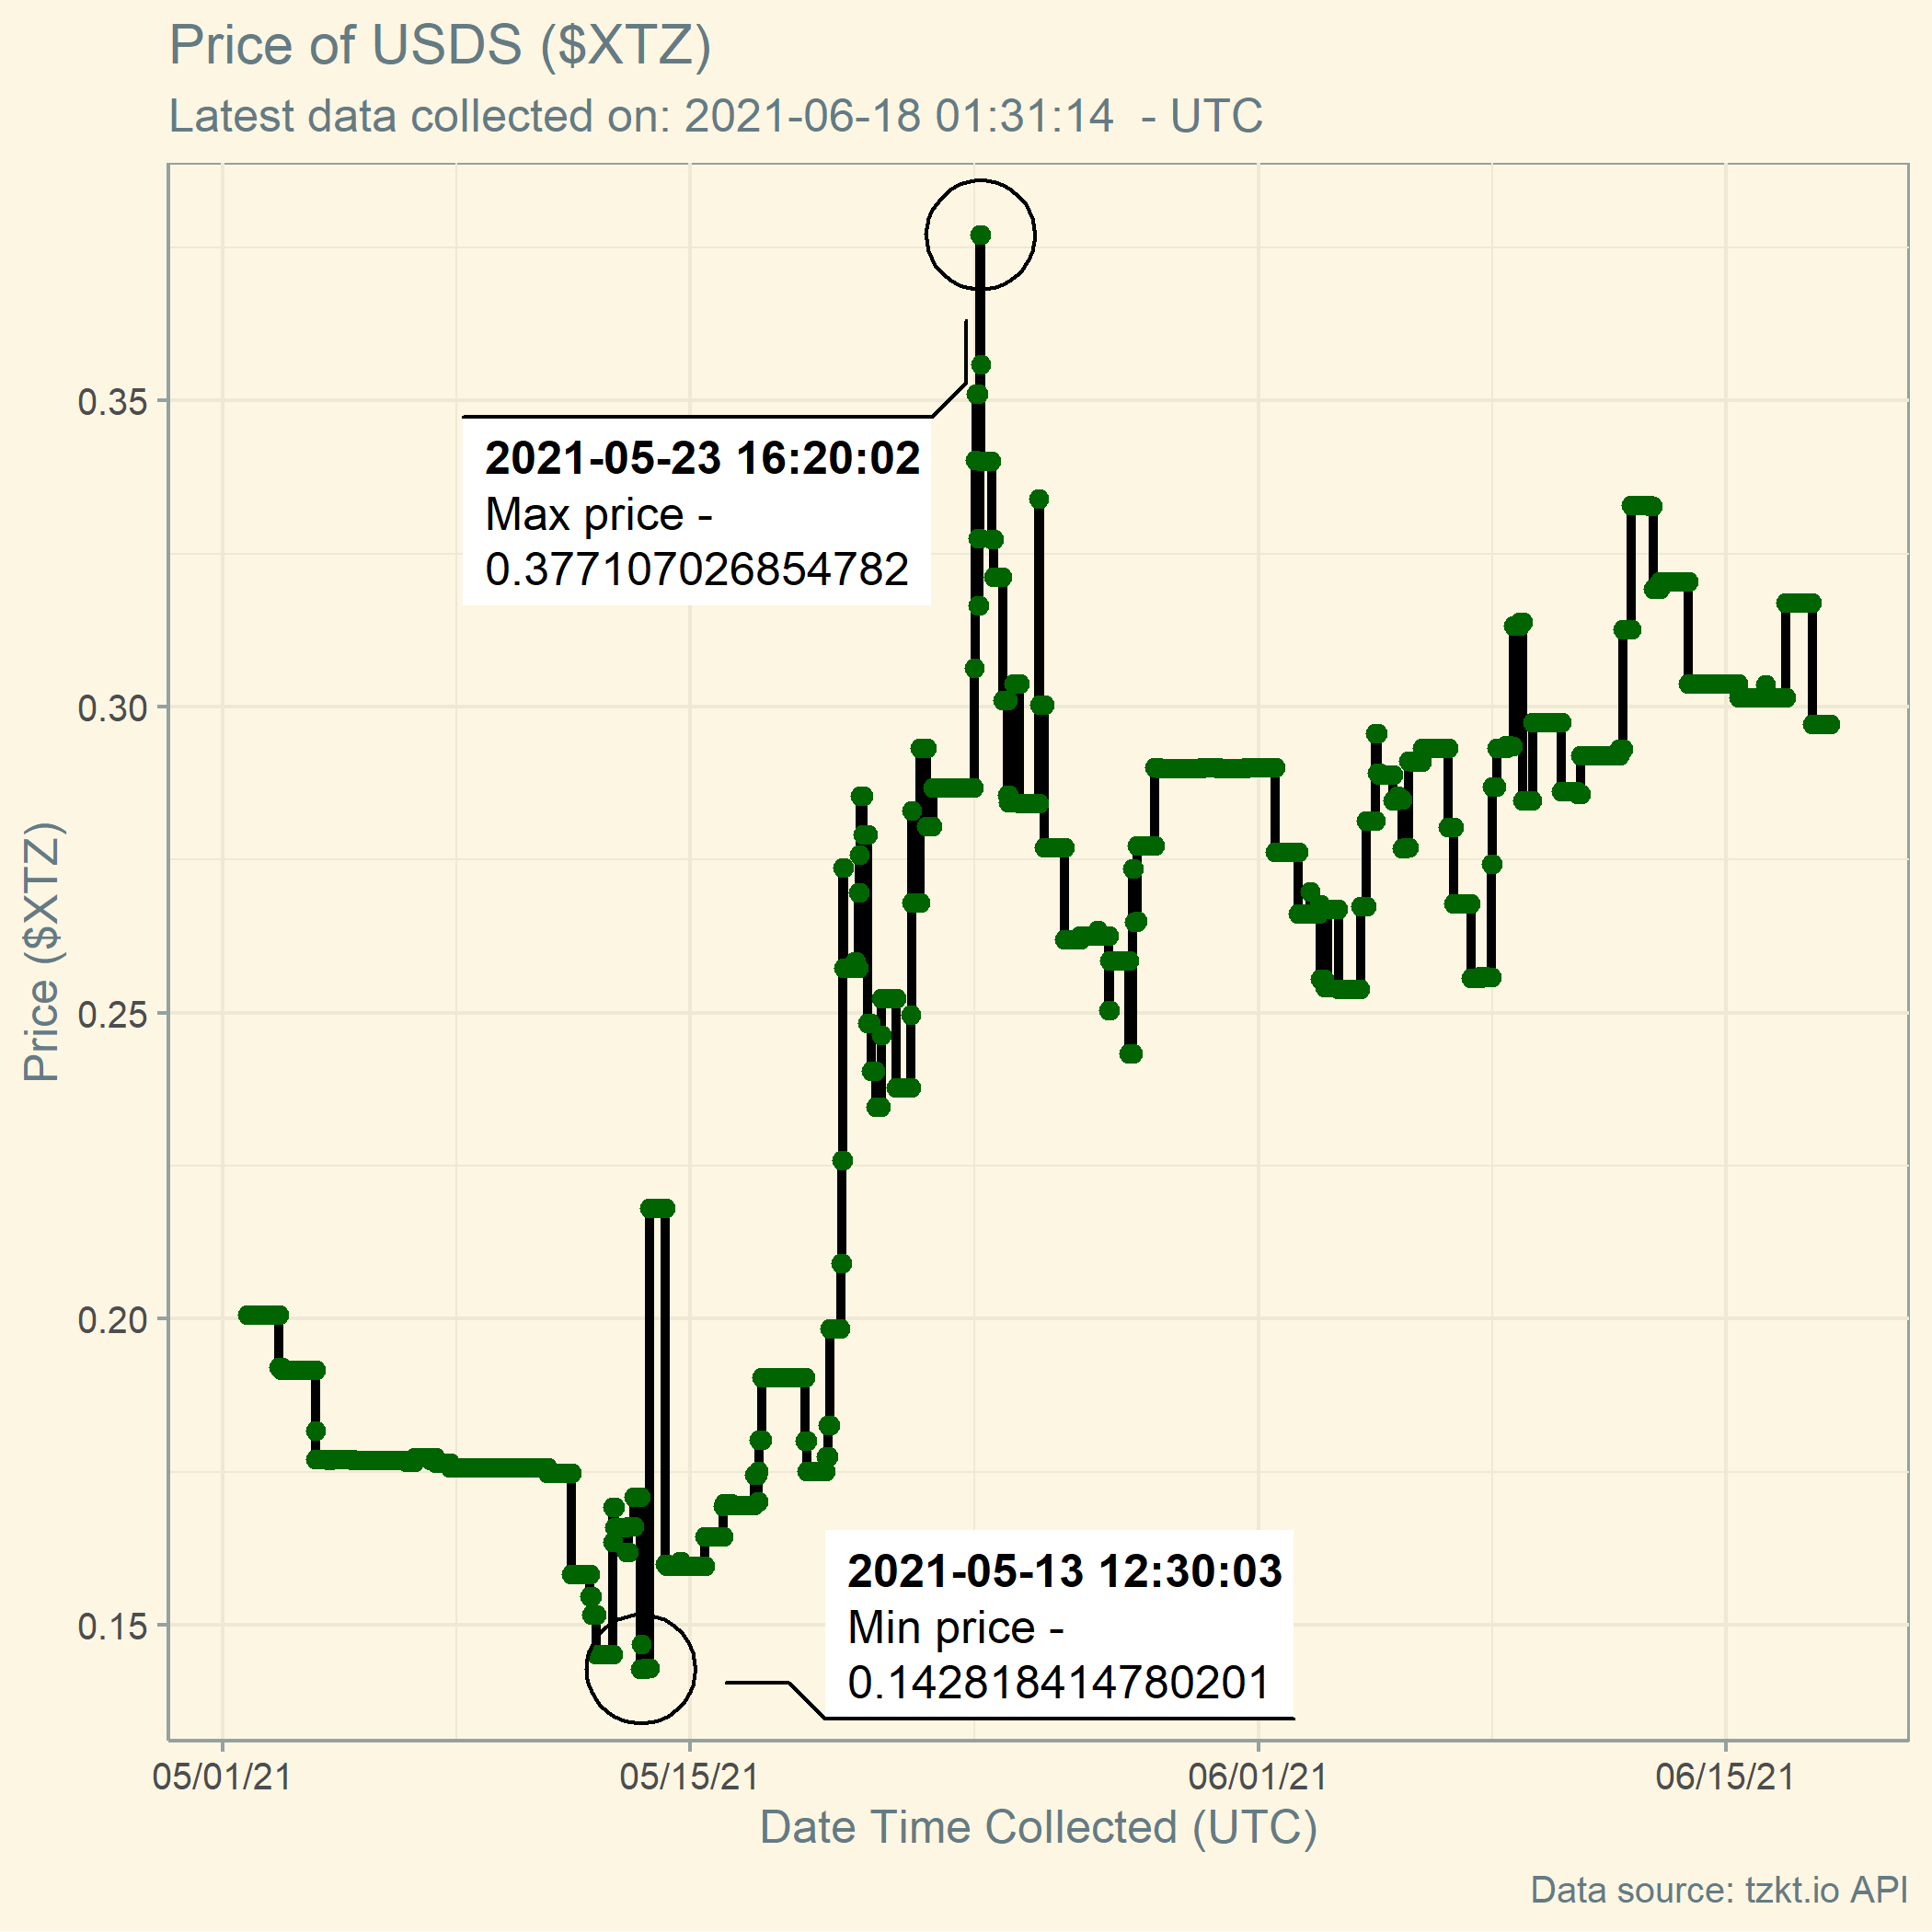 Price of USDS ($XTZ)
Latest data collected on: 2021-06-18 01:31:14  - UTC
0.35
0.30
0.25
0.20
0.15
Price ($XTZ)
2021-05-23 16:20:02
Max price -
0.377107026854782
2021-05-13 12:30:03
Min price -
0.142818414780201
05/01/21
05/15/21
06/01/21
06/15/21
Date Time Collected (UTC)
Data source: tzkt.io API